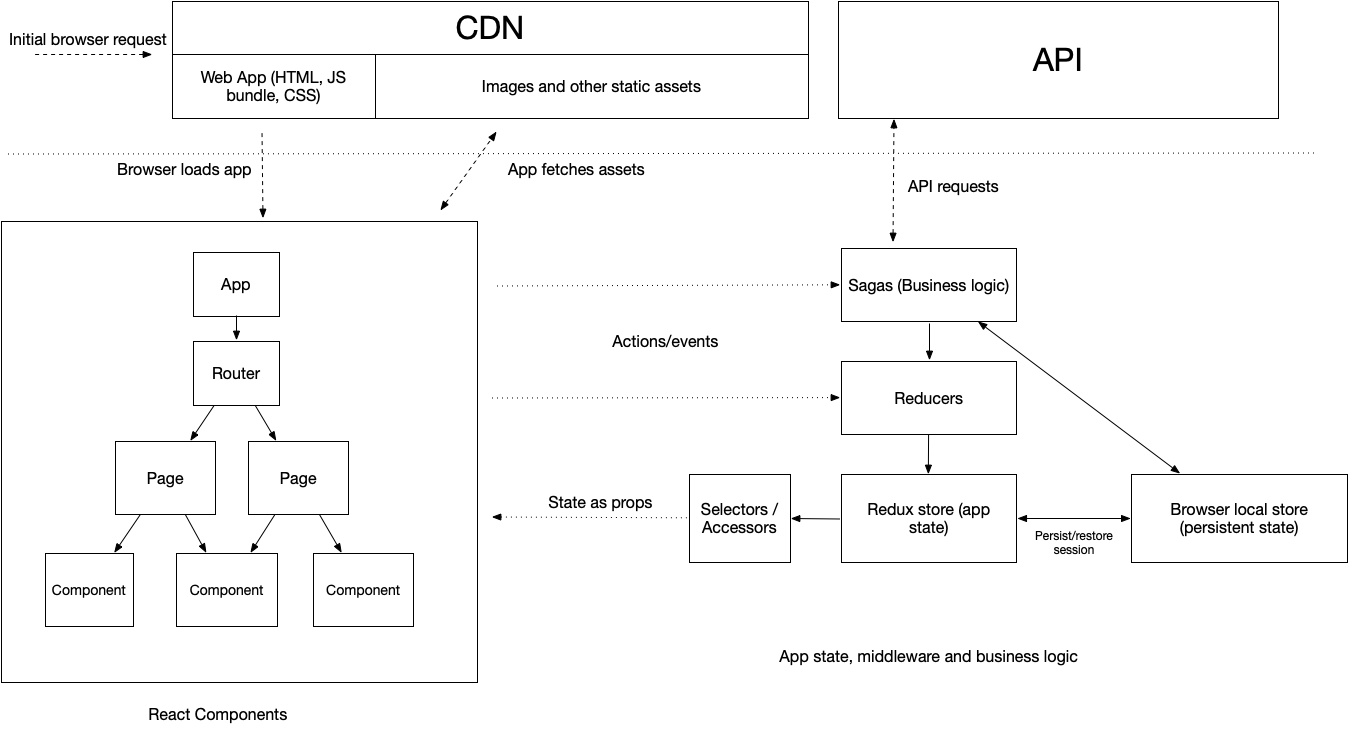 CDN
API
Initial browser request
Web App (HTML, JS
bundle, CSS)
Images and other static assets
Browser loads app
App fetches assets
API requests
App
Sagas (Business logic)
Actions/events
Router
Reducers
Page
Page
State as props
Selectors /
Accessors
Redux store (app
state)
Persist/restore
session
Browser local store
(persistent state)
Component
Component
Component
App state, middleware and business logic
React Components